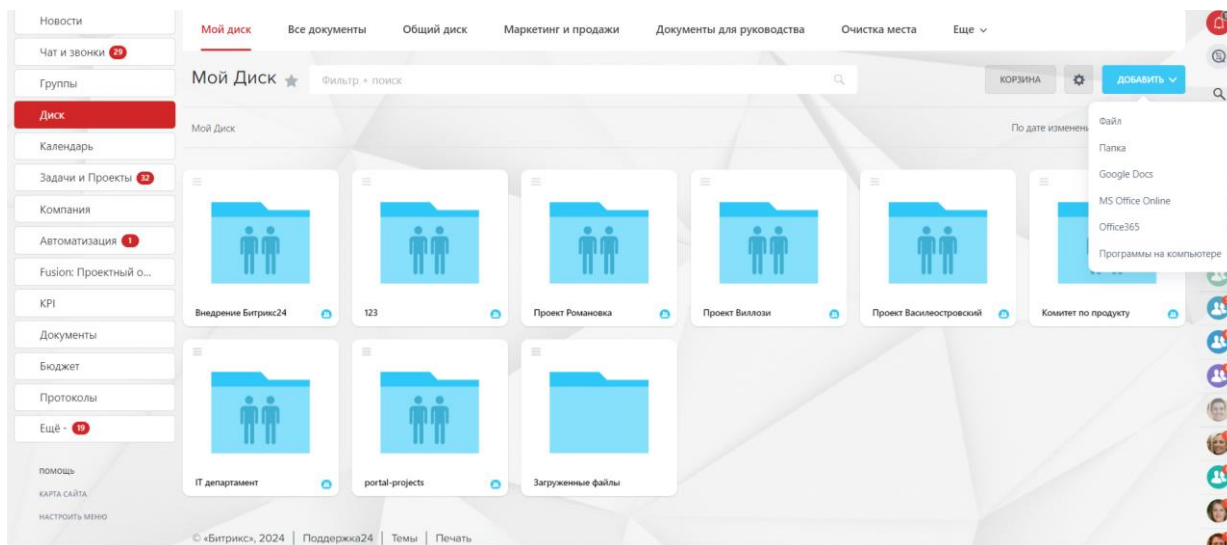 Новости
Чат и звонки 29
Группы
Диск
Календарь
Задачи и Проекты 32
Компания
Автоматизация 1
Fusion: Проектный о...
KPI
Документы
Бюджет
Протоколы
Ещё - 19
ПОМОЩЬ
КАРТА САЙТА
НАСТРОИТЬ МЕНЮ
Мой диск Все документы Общий диск Маркетинг и продажи Документы для руководства Очистка места Еще
Мой Диск Фильтр + поиск КОРЗИНА ДОБАВИТЬ
Мой Диск По дате изменен
Файл
Папка
Google Docs
MS Office Online
Office365
Программы на компьютере
Внедрение Битрикс24 123 Проект Романовка Проект Виллози Проект Василеостровский Комитет по продукту
IT департамент portal-projects Загруженные файлы
© «Битрикс», 2024 | Поддержка24 | Темы | Печать